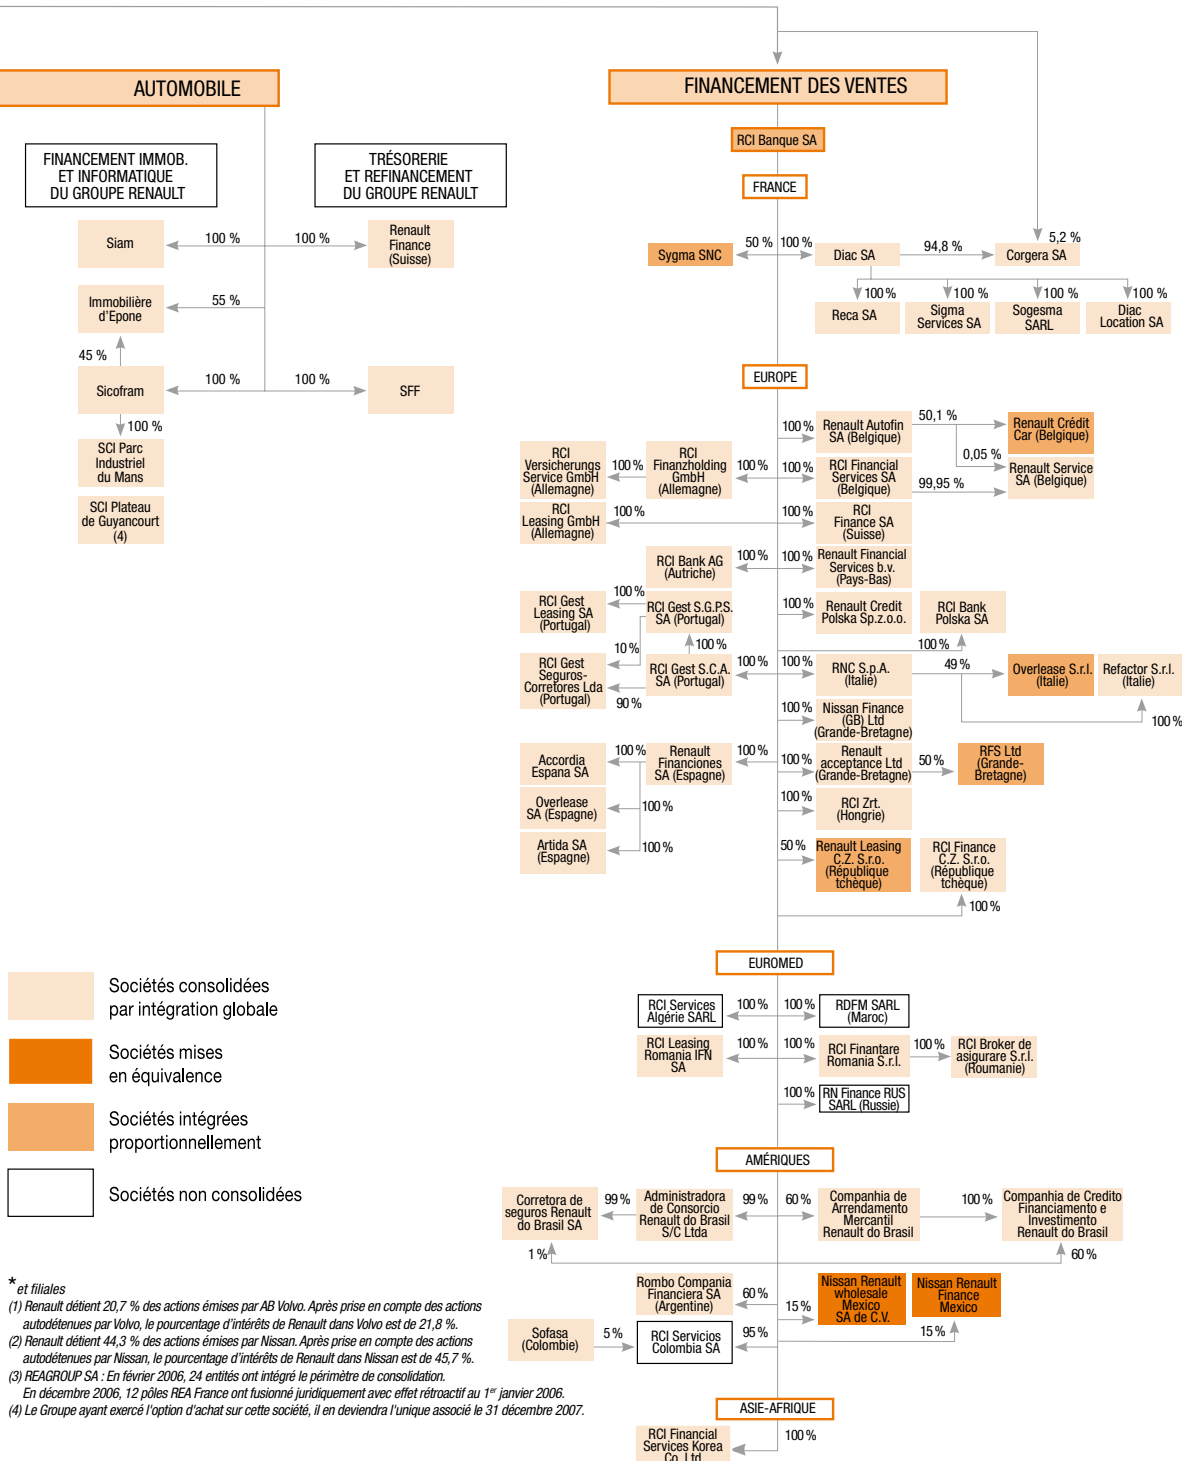 AUTOMOBILE
FINANCEMENT IMMOB.
ET INFORMATIQUE
DU GROUPE RENAULT
TRÉSORERIE
ET REFINANCEMENT
DU GROUPE RENAULT
Siam
100 %
100 %
Renault
Finance
(Suisse)
Immobilière
d'Epone
55 %
45 %
Sicofram
100 %
100 %
SFF
100 %
SCI Parc
Industriel
du Mans
SCI Plateau
de Guyancourt
(4)
FINANCEMENT DES VENTES
RCI Banque SA
FRANCE
Sygma SNC
50 %
100 %
Diac SA
94,8 %
5,2 %
Corgera SA
100 %
100 %
100 %
100 %
Reca SA
Sigma
Services SA
Sogesma
SARL
Diac
Location SA
EUROPE
100 %
Renault Autofin
SA (Belgique)
50,1 %
Renault Crédit
Car (Belgique)
0,05 %
Renault Service
SA (Belgique)
RCI
Versicherungs
Service GmbH
(Allemagne)
100 %
RCI
Finanzholding
GmbH
(Allemagne)
100 %
100 %
RCI Financial
Services SA
(Belgique)
99,95 %
RCI
Leasing GmbH
(Allemagne)
100 %
100 %
RCI
Finance SA
(Suisse)
RCI Bank AG
(Autriche)
100 %
100 %
Renault Financial
Services b.v.
(Pays-Bas)
RCI Gest
Leasing SA
(Portugal)
100 %
RCI Gest S.G.P.S.
SA (Portugal)
100 %
Renault Credit
Polska Sp.z.o.o.
RCI Bank
Polska SA
100 %
10 %
100 %
RCI Gest
Seguros-
Corretores Lda
(Portugal)
90 %
RCI Gest S.C.A.
SA (Portugal)
100 %
100 %
RNC S.p.A.
(Italie)
49 %
Overlease S.r.l.
(Italie)
Refactor S.r.l.
(Italie)
100 %
100 %
Nissan Finance
(GB) Ltd
(Grande-Bretagne)
Accordia
Espana SA
100 %
Renault
Financiones
SA (Espagne)
100 %
100 %
Renault
acceptance Ltd
(Grande-Bretagne)
50 %
RFS Ltd
(Grande-
Bretagne)
Overlease
SA (Espagne)
100 %
100 %
RCI Zrt.
(Hongrie)
Artida SA
(Espagne)
100 %
50 %
Renault Leasing
C.Z. S.r.o.
(République
tchèque)
RCI Finance
C.Z. S.r.o.
(République
tchèque)
100 %
EUROMED
RCI Services
Algérie SARL
100 %
100 %
RDFM SARL
(Maroc)
RCI Leasing
Romania IFN
SA
100 %
100 %
RCI Finantare
Romania S.r.l.
100 %
RCI Broker de
asigurare S.r.l.
(Roumanie)
100 %
RN Finance RUS
SARL (Russie)
AMÉRIQUES
Corretora de
seguros Renault
do Brasil SA
99 %
Administradora
de Consorcio
Renault do Brasil
S/C Ltda
99 %
60 %
Companhia de
Arrendamento
Mercantil
Renault do Brasil
100 %
Companhia de Credito
Financiamento e
Investimento
Renault do Brasil
1 %
60 %
Rombo Compania
Financiera SA
(Argentine)
60 %
15 %
Nissan Renault
wholesale
Mexico
SA de C.V.
Nissan Renault
Finance
Mexico
15 %
Sofasa
(Colombie)
5 %
RCI Servicios
Colombia SA
95 %
ASIE-AFRIQUE
RCI Financial
Services Korea
Co. Ltd
100 %
Sociétés consolidées
par intégration globale
Sociétés mises
en équivalence
Sociétés intégrées
proportionnellement
Sociétés non consolidées
* et filiales
(1) Renault détient 20,7 % des actions émises par AB Volvo. Après prise en compte des actions
autodétenues par Volvo, le pourcentage d'intérêts de Renault dans Volvo est de 21,8 %.
(2) Renault détient 44,3 % des actions émises par Nissan. Après prise en compte des actions
autodétenues par Nissan, le pourcentage d'intérêts de Renault dans Nissan est de 45,7 %.
(3) REAGROUP SA : En février 2006, 24 entités ont intégré le périmètre de consolidation.
En décembre 2006, 12 pôles REA France ont fusionné juridiquement avec effet rétroactif au 1er janvier 2006.
(4) Le Groupe ayant exercé l'option d'achat sur cette société, il en deviendra l'unique associé le 31 décembre 2007.